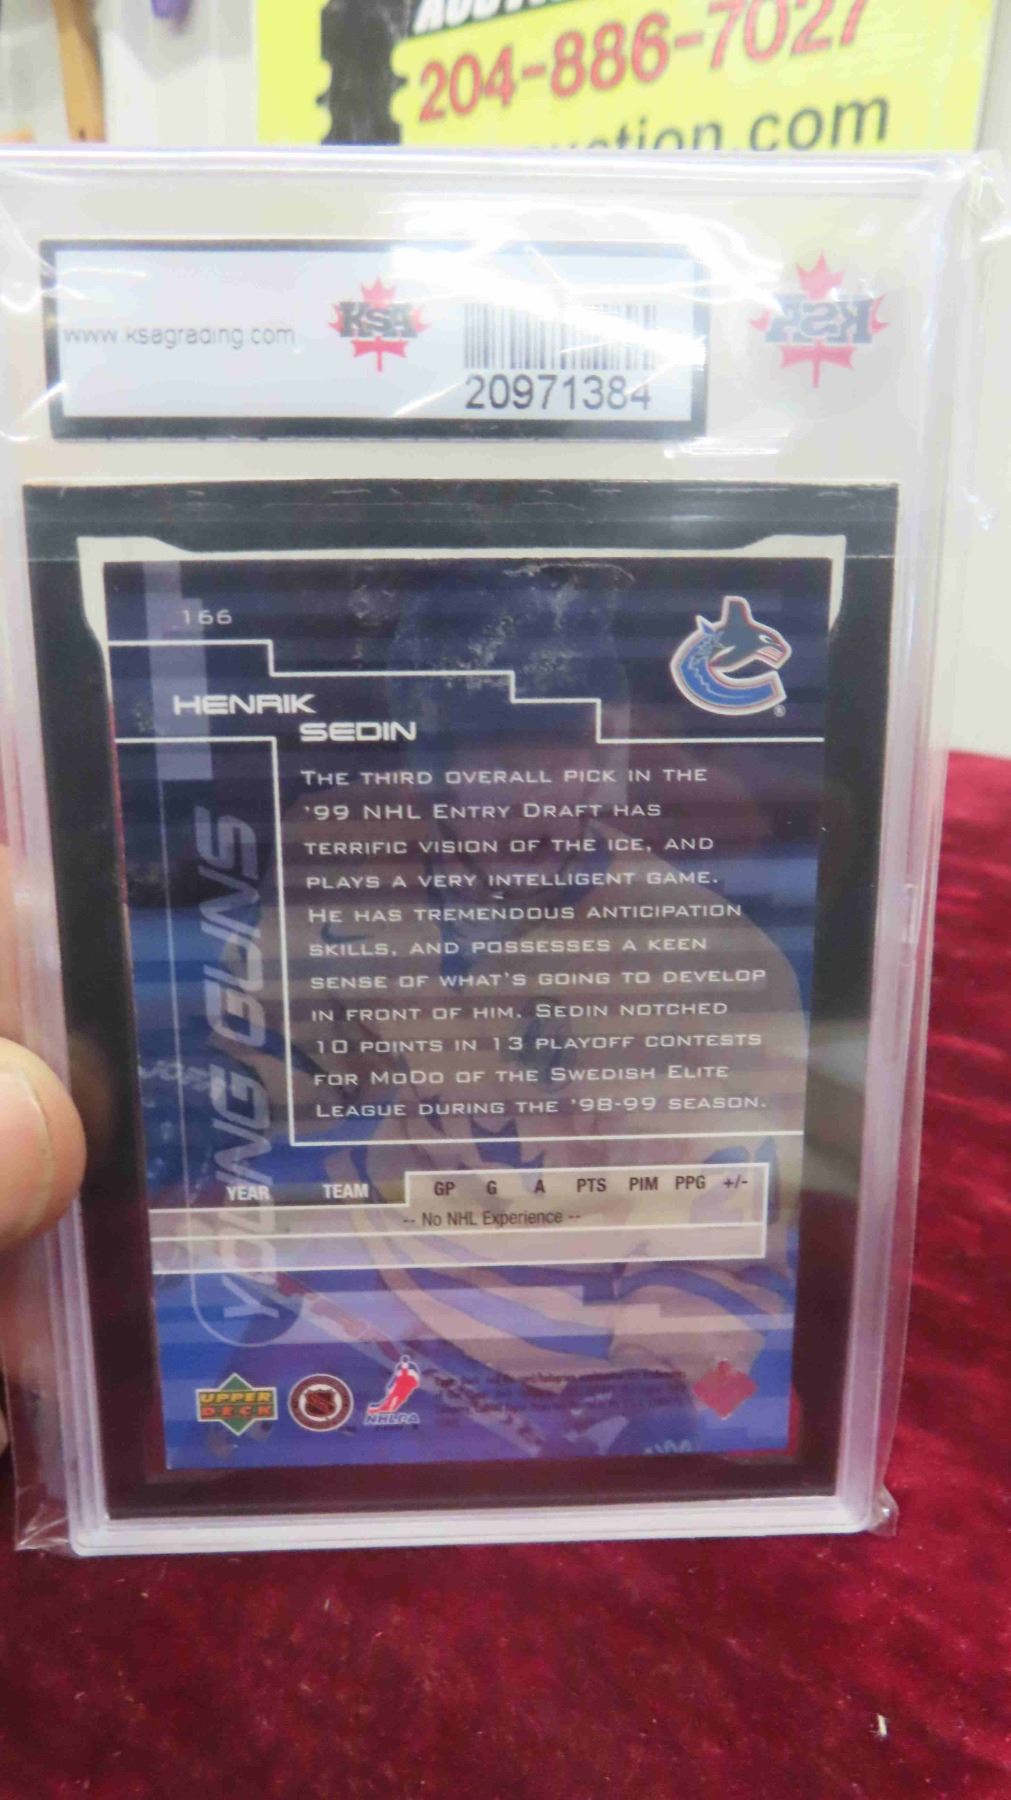 204-886-7027
ction.com
www.ksagrading.com
KSA
20971384
KSA
166
HENRIK
SEDIN
THE THIRD OVERALL PICK IN THE
'99 NHL ENTRY DRAFT HAS
TERRIFIC VISION OF THE ICE, AND
PLAYS A VERY INTELLIGENT GAME.
HE HAS TREMENDOUS ANTICIPATION
SKILLS, AND POSSESSES A KEEN
SENSE OF WHAT'S GOING TO DEVELOP
IN FRONT OF HIM. SEDIN NOTCHED
10 POINTS IN 13 PLAYOFF CONTESTS
FOR MODO OF THE SWEDISH ELITE
LEAGUE DURING THE '98-99 SEASON.
YOUNG GUNS
YEAR TEAM GP G A PTS PIM PPG +/-
-- No NHL Experience --
UPPER
DECK
NHLPA